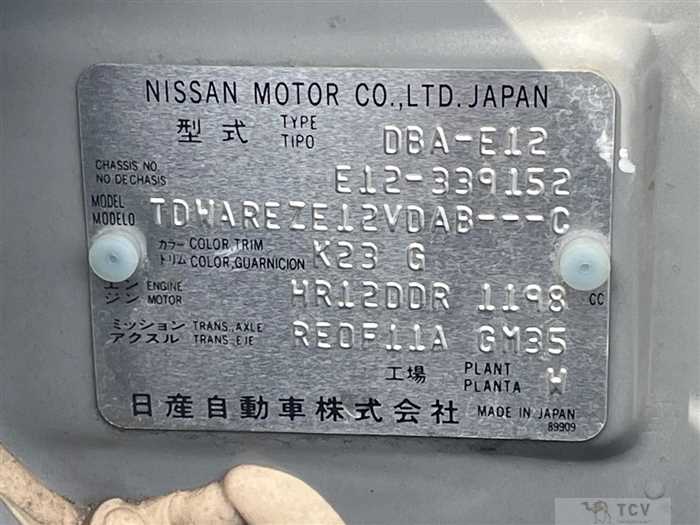 NISSAN MOTOR CO.,LTD. JAPAN
型式 TYPE TIPO DBA-E12
CHASSIS NO. NO. DE CHASIS E12-339152
MODEL MODELO TDWAREZE12VDAB---C
カラー COLOR, TRIM K23 G
トリム COLOR, GUARNICION
エンジン ENGINE MOTOR HR12DDR 1198 CC
ミッション TRANS., AXLE RE0F11A GM35
アクスル TRANS., EJE
工場 PLANT PLANTA W
日産自動車株式会社 MADE IN JAPAN
89909
TCV